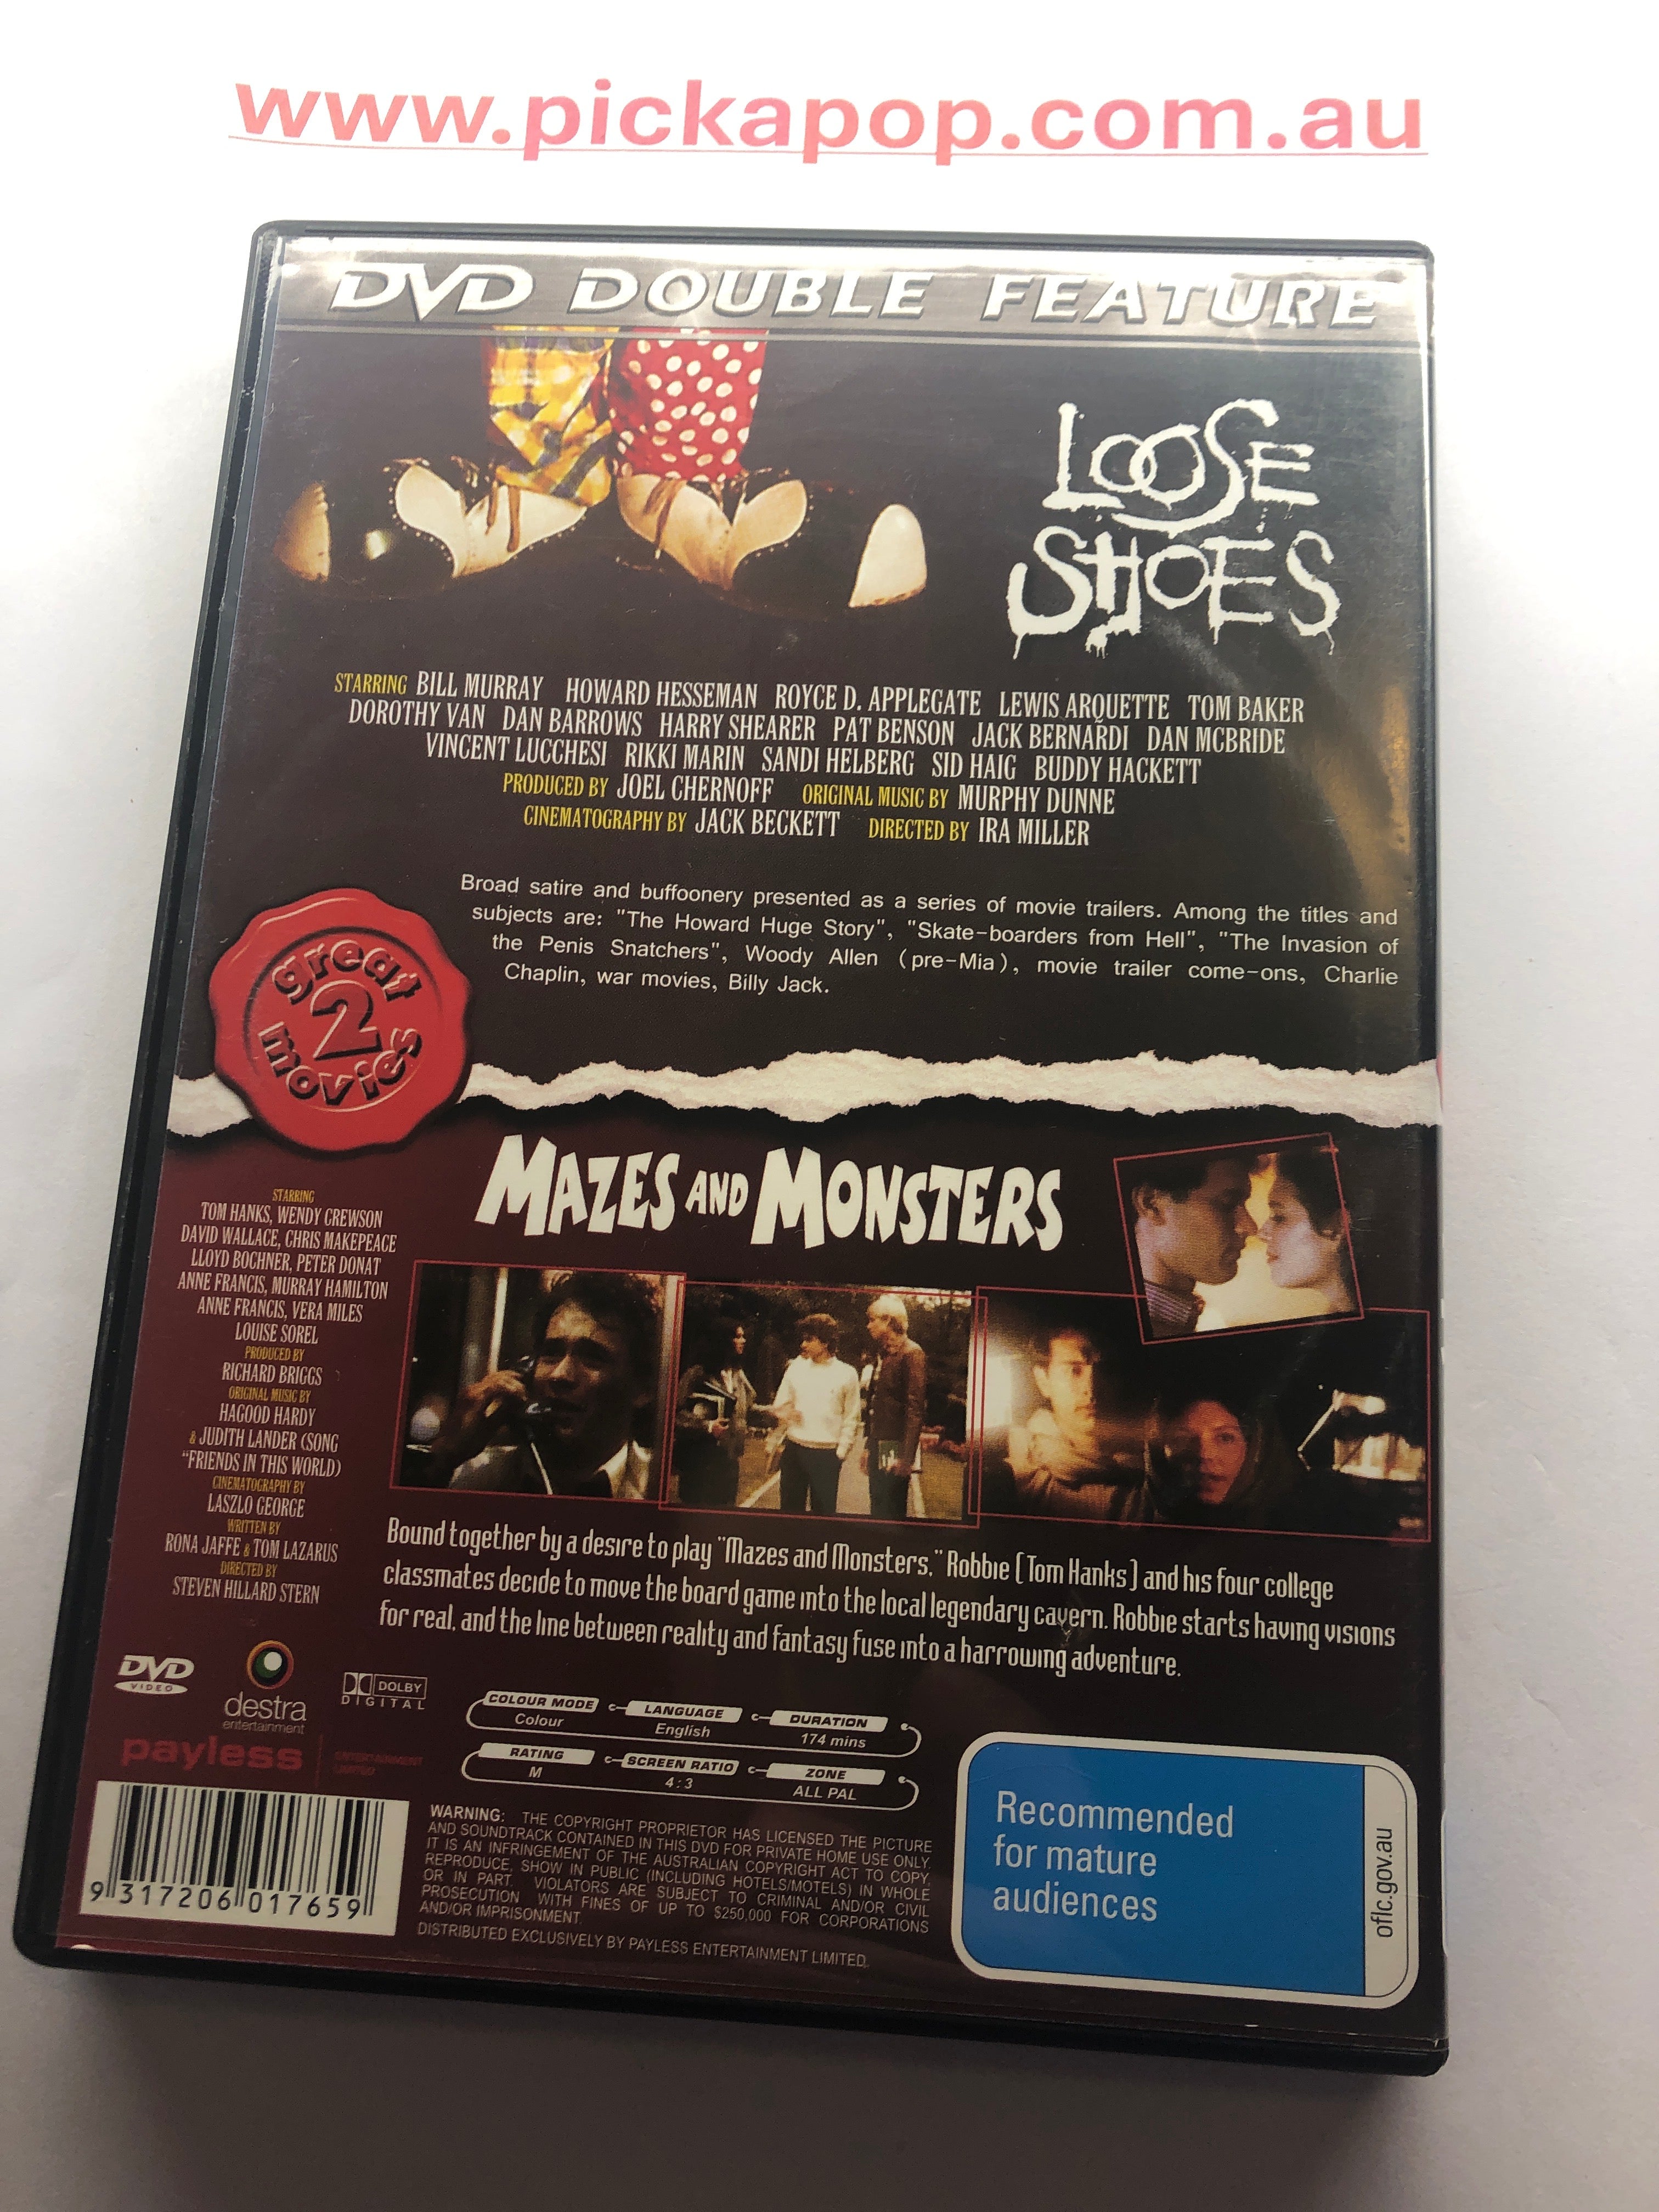 www.pickapop.com.au
DVD DOUBLE FEATURE
LOOSE
SHOES
STARRING BILL MURRAY HOWARD HESSEMAN ROYCE D. APPLEGATE LEWIS ARQUETTE TOM BAKER
DOROTHY VAN DAN BARROWS HARRY SHEARER PAT BENSON JACK BERNARDI DAN MCBRIDE
VINCENT LUCCHESI RIKKI MARIN SANDI HELBERG SID HAIG BUDDY HACKETT
PRODUCED BY JOEL CHERNOFF ORIGINAL MUSIC BY MURPHY DUNNE
CINEMATOGRAPHY BY JACK BECKETT DIRECTED BY IRA MILLER
Broad satire and buffoonery presented as a series of movie trailers. Among the titles and
subjects are: "The Howard Huge Story", "Skate-boarders from Hell", "The Invasion of
the Penis Snatchers", Woody Allen (pre-Mia), movie trailer come-ons, Charlie
Chaplin, war movies, Billy Jack.
great
2
movies
MAZES AND MONSTERS
STARRING
TOM HANKS, WENDY CREWSON
DAVID WALLACE, CHRIS MAKEPEACE
LLOYD BOCHNER, PETER DONAT
ANNE FRANCIS, MURRAY HAMILTON
ANNE FRANCIS, VERA MILES
LOUISE SOREL
PRODUCED BY
RICHARD BRIGGS
ORIGINAL MUSIC BY
HAGOOD HARDY
& JUDITH LANDER (SONG
"FRIENDS IN THIS WORLD)
CINEMATOGRAPHY BY
LASZLO GEORGE
WRITTEN BY
RONA JAFFE & TOM LAZARUS
DIRECTED BY
STEVEN HILLARD STERN
Bound together by a desire to play "Mazes and Monsters," Robbie (Tom Hanks) and his four college
classmates decide to move the board game into the local legendary cavern. Robbie starts having visions
for real, and the line between reality and fantasy fuse into a harrowing adventure.
DVD
VIDEO
destra
entertainment
DOLBY
DIGITAL
payless ENTERTAINMENT
LIMITED
COLOUR MODE LANGUAGE DURATION
Colour English 174 mins
RATING SCREEN RATIO ZONE
M 4:3 ALL PAL
WARNING: THE COPYRIGHT PROPRIETOR HAS LICENSED THE PICTURE
AND SOUNDTRACK CONTAINED IN THIS DVD FOR PRIVATE HOME USE ONLY.
IT IS AN INFRINGEMENT OF THE AUSTRALIAN COPYRIGHT ACT TO COPY,
REPRODUCE, SHOW IN PUBLIC (INCLUDING HOTELS/MOTELS) IN WHOLE
OR IN PART. VIOLATORS ARE SUBJECT TO CRIMINAL AND/OR CIVIL
PROSECUTION WITH FINES OF UP TO $250,000 FOR CORPORATIONS
AND/OR IMPRISONMENT.
DISTRIBUTED EXCLUSIVELY BY PAYLESS ENTERTAINMENT LIMITED.
9 317206 017659
Recommended
for mature
audiences
oflc.gov.au